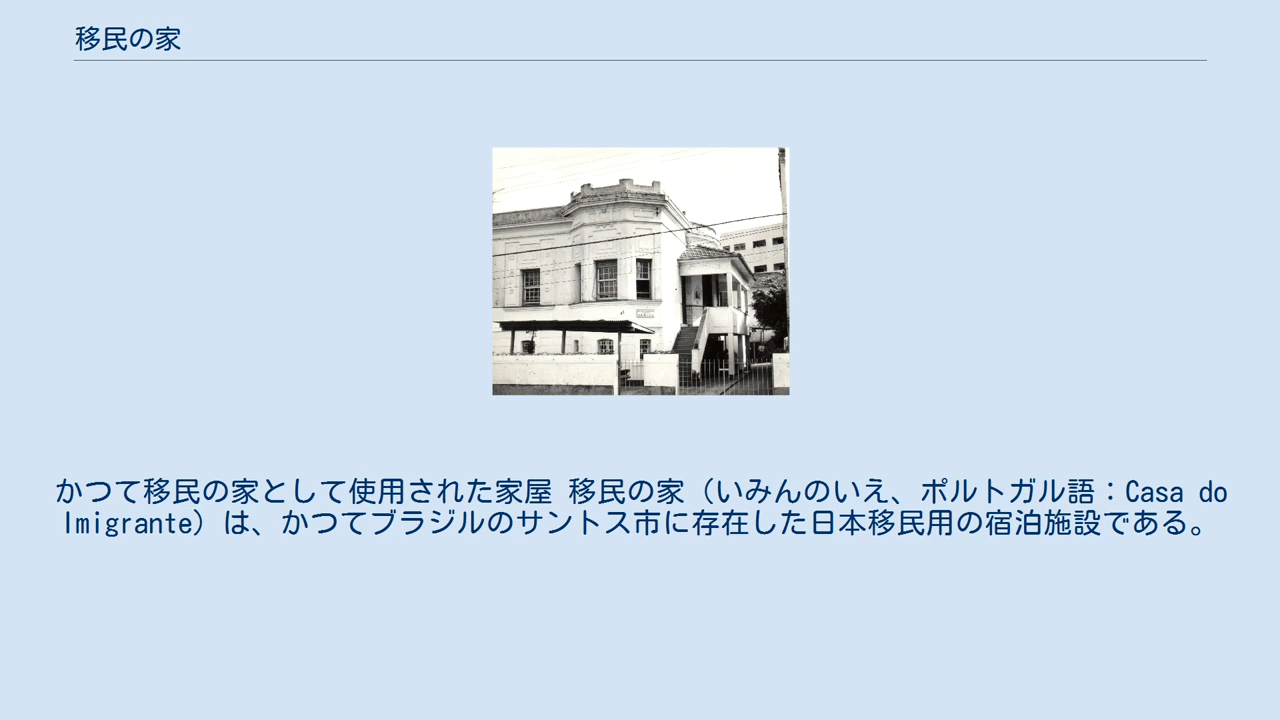 移民の家
かつて移民の家として使用された家屋 移民の家（いみんのいえ、ポルトガル語：Casa do
Imigrante）は、かつてブラジルのサントス市に存在した日本移民用の宿泊施設である。